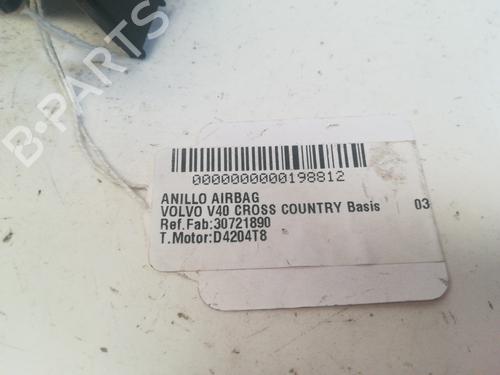 B-PARTS
0000000000198812
ANILLO AIRBAG
VOLVO V40 CROSS COUNTRY Basis 03
Ref.Fab:30721890
T.Motor:D4204T8